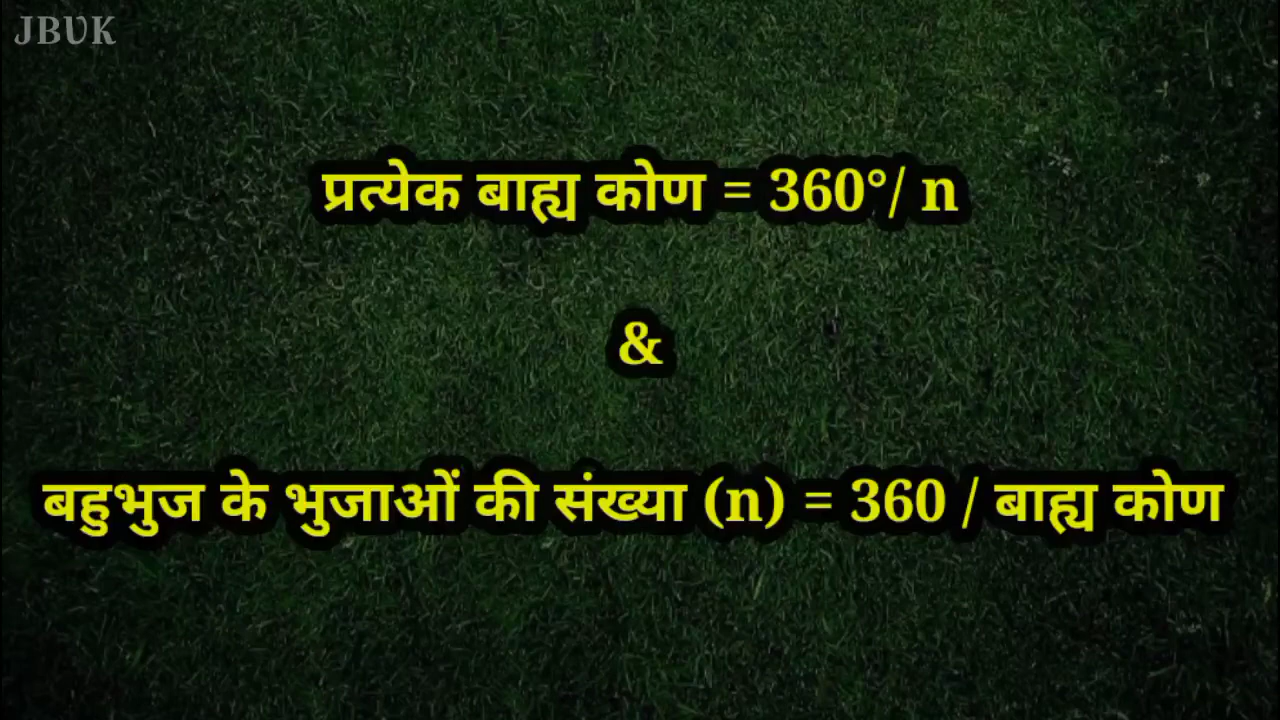 JBUK
प्रत्येक बाह्य कोण = 360°/ n
&
बहुभुज के भुजाओं की संख्या (n) = 360 / बाह्य कोण